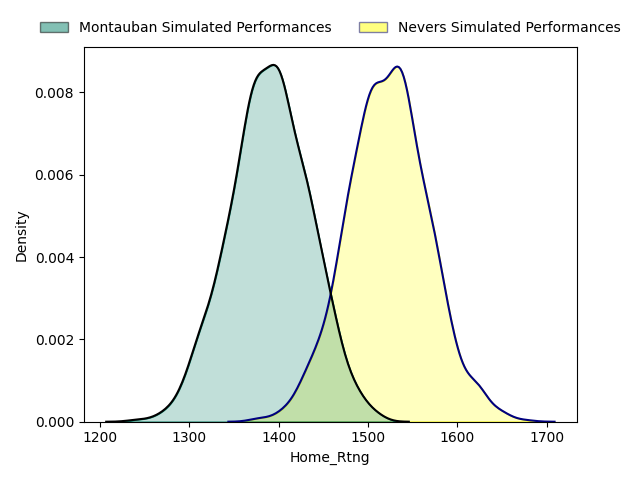 Montauban Simulated Performances Nevers Simulated Performances
0.008
0.006
0.004
0.002
0.000
Density
1200 1300 1400 1500 1600 1700
Home_Rtng